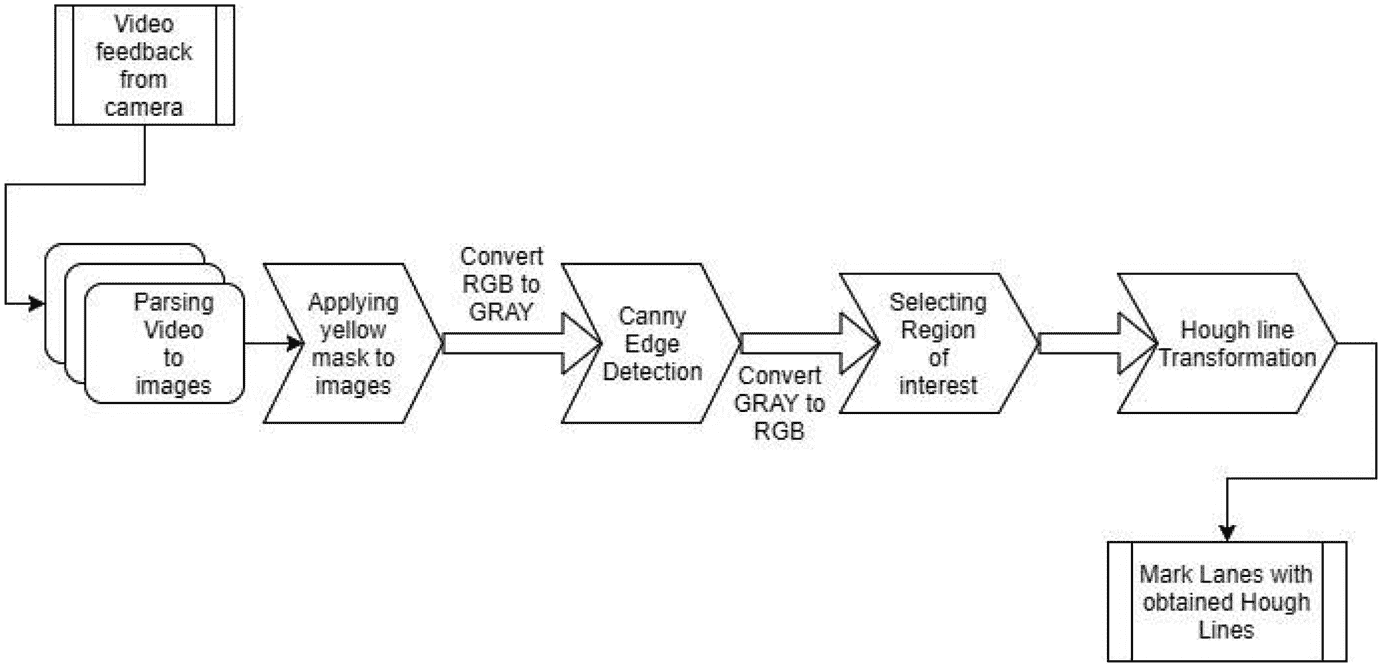 Video
feedback
from
camera
Parsing
Video
to
images
Applying
yellow
mask to
images
Convert
RGB to
GRAY
Canny
Edge
Detection
Convert
GRAY to
RGB
Selecting
Region
of
interest
Hough line
Transformation
Mark Lanes with
obtained Hough
Lines